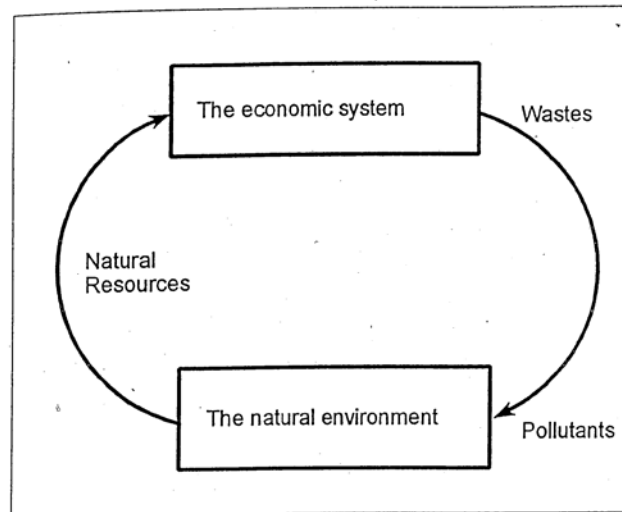 The economic system
Wastes
Natural
Resources
The natural environment
Pollutants